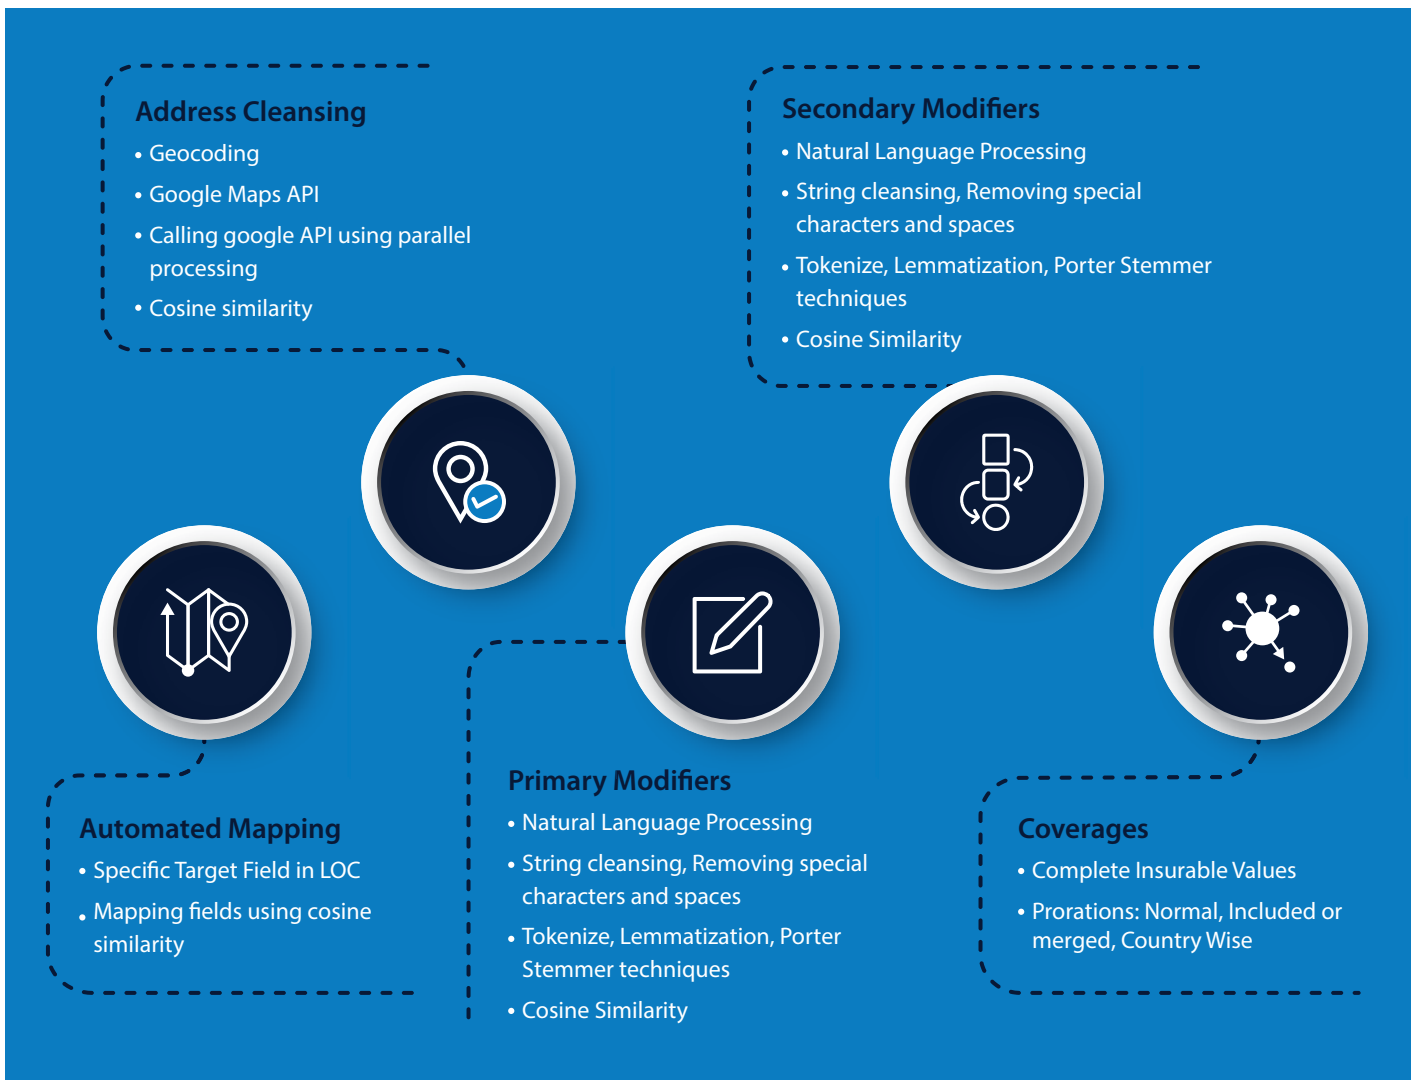 Address Cleansing
• Geocoding
• Google Maps API
• Calling google API using parallel
processing
• Cosine similarity
Secondary Modifiers
• Natural Language Processing
• String cleansing, Removing special
characters and spaces
• Tokenize, Lemmatization, Porter Stemmer
techniques
• Cosine Similarity
Automated Mapping
• Specific Target Field in LOC
• Mapping fields using cosine
similarity
Primary Modifiers
• Natural Language Processing
• String cleansing, Removing special
characters and spaces
• Tokenize, Lemmatization, Porter
Stemmer techniques
• Cosine Similarity
Coverages
• Complete Insurable Values
• Prorations: Normal, Included or
merged, Country Wise